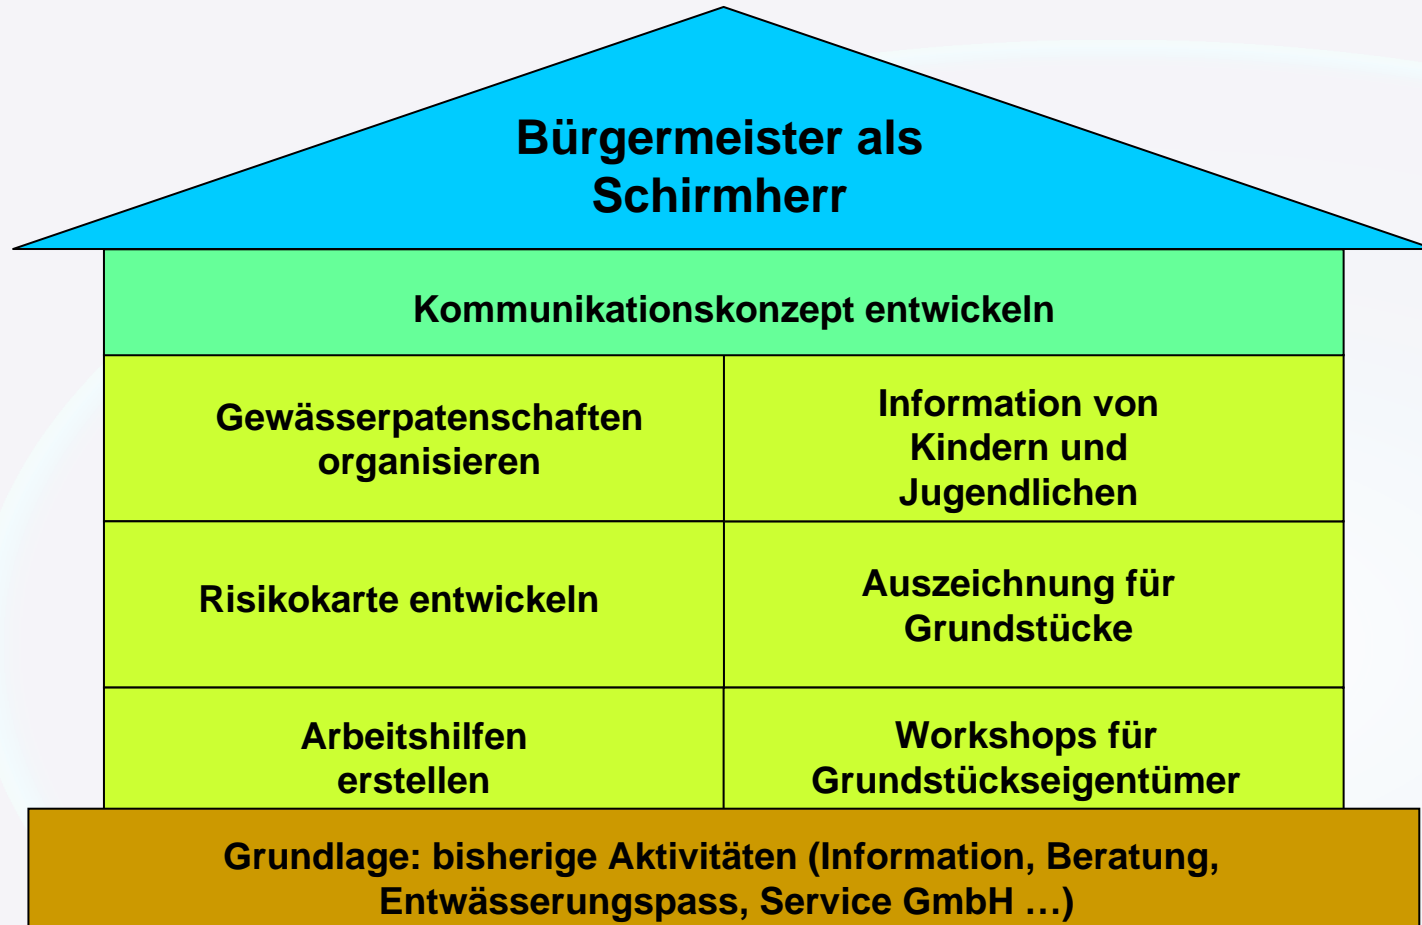 Bürgermeister als
Schirmherr
Kommunikationskonzept entwickeln
Gewässerpatenschaften
organisieren
Information von
Kindern und
Jugendlichen
Risikokarte entwickeln
Auszeichnung für
Grundstücke
Arbeitshilfen
erstellen
Workshops für
Grundstückseigentümer
Grundlage: bisherige Aktivitäten (Information, Beratung,
Entwässerungspass, Service GmbH …)